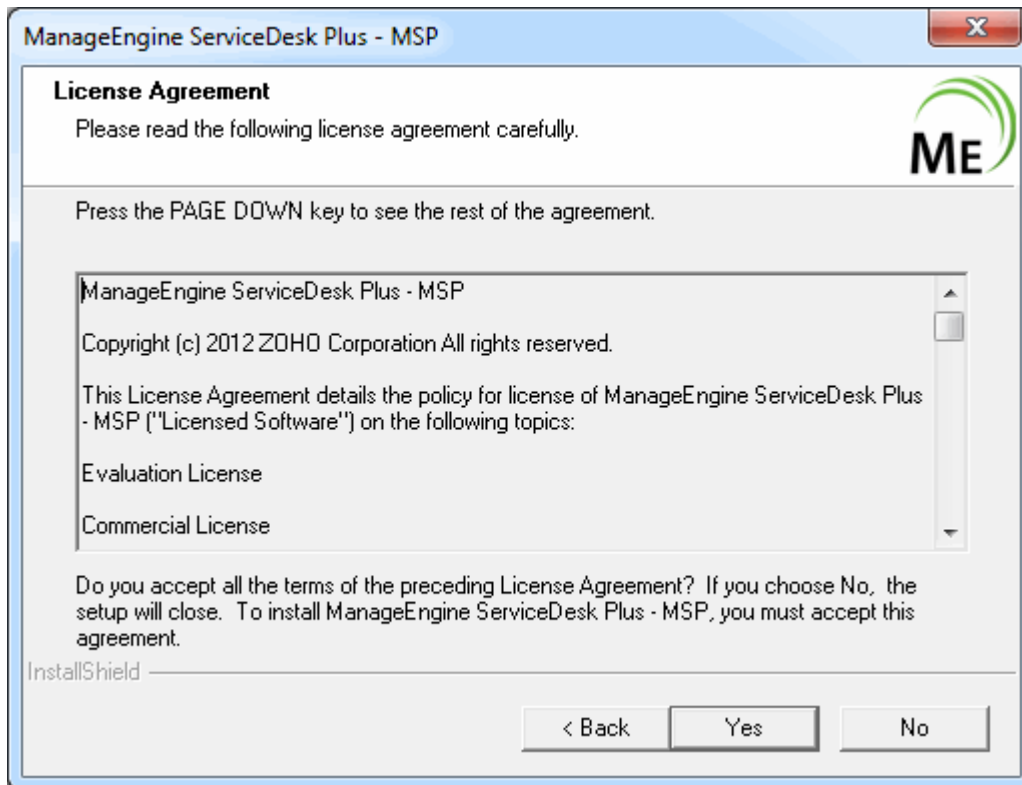 ManageEngine ServiceDesk Plus - MSP
License Agreement
Please read the following license agreement carefully.
ME
Press the PAGE DOWN key to see the rest of the agreement.
ManageEngine ServiceDesk Plus - MSP
Copyright (c) 2012 ZOHO Corporation All rights reserved.
This License Agreement details the policy for license of ManageEngine ServiceDesk Plus
- MSP ("Licensed Software") on the following topics:
Evaluation License
Commercial License
Do you accept all the terms of the preceding License Agreement?  If you choose No,  the
setup will close.  To install ManageEngine ServiceDesk Plus - MSP, you must accept this
agreement.
InstallShield
< Back Yes No